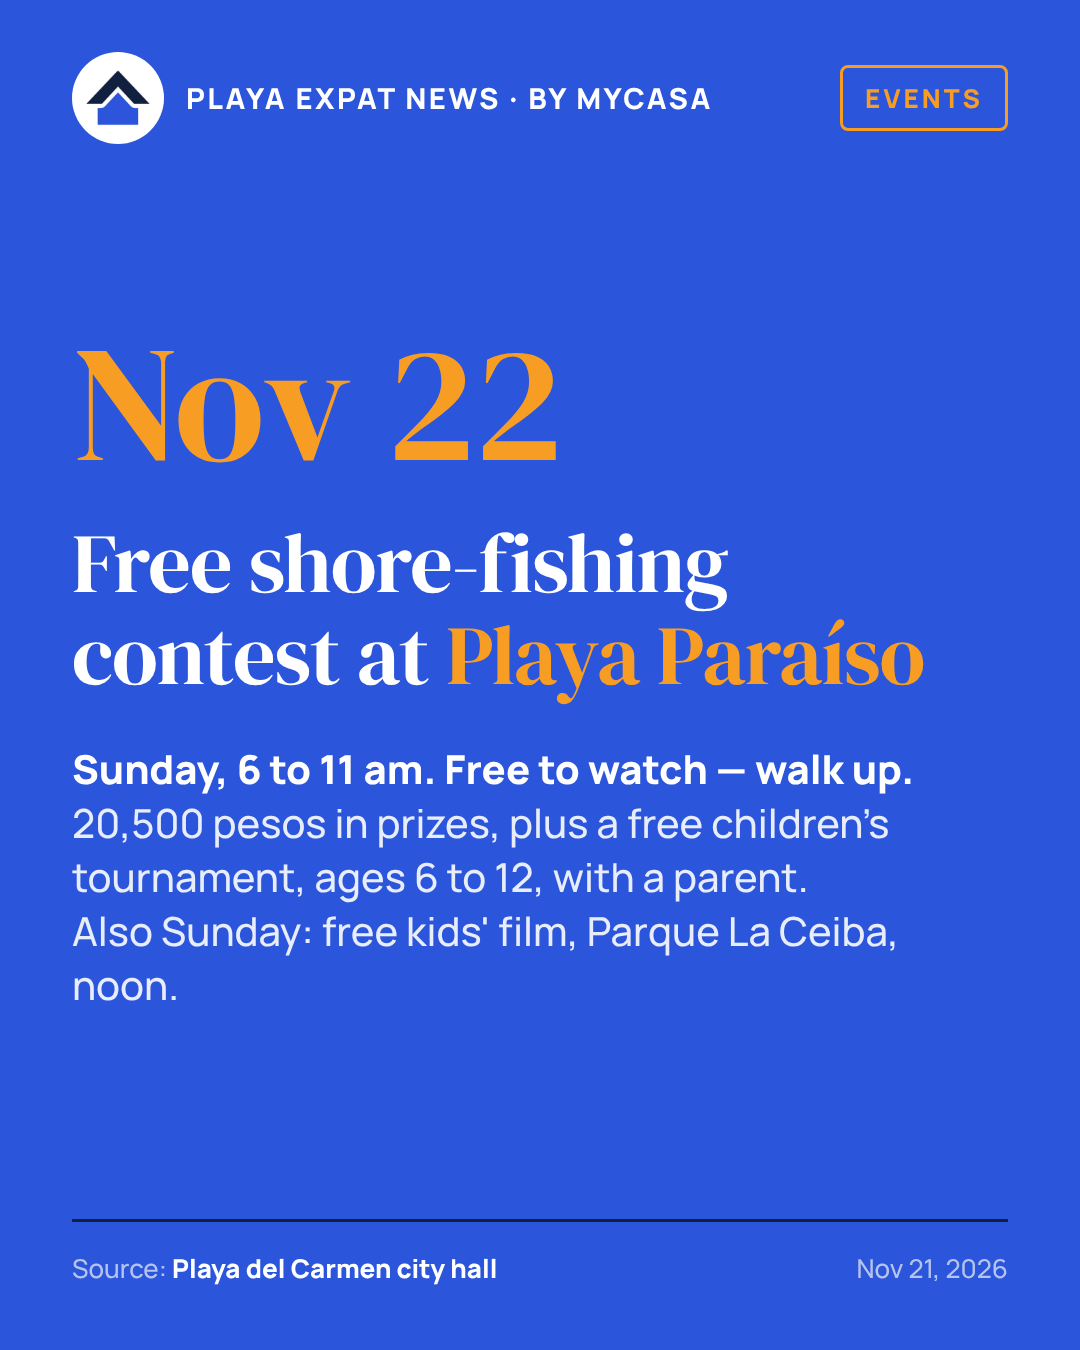 PLAYA EXPAT NEWS · BY MYCASA
EVENTS
Nov 22
Free shore-fishing
contest at Playa Paraíso
Sunday, 6 to 11 am. Free to watch — walk up.
20,500 pesos in prizes, plus a free children’s
tournament, ages 6 to 12, with a parent.
Also Sunday: free kids' film, Parque La Ceiba,
noon.
Source: Playa del Carmen city hall
Nov 21, 2026